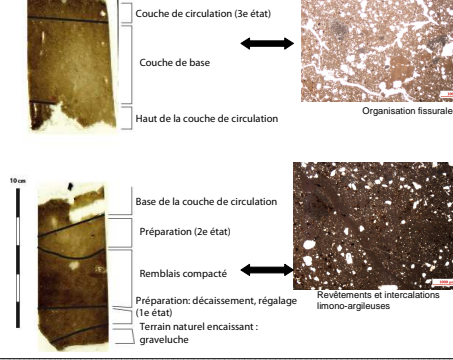 Couche de circulation (3e état)
Couche de base
Haut de la couche de circulation
Organisation fissurale
10 cm
Base de la couche de circulation
Préparation (2e état)
Remblais compacté
Préparation: décaissement, régalage
(1e état)
Terrain naturel encaissant :
graveluche
Revêtements et intercalations
limono-argileuses